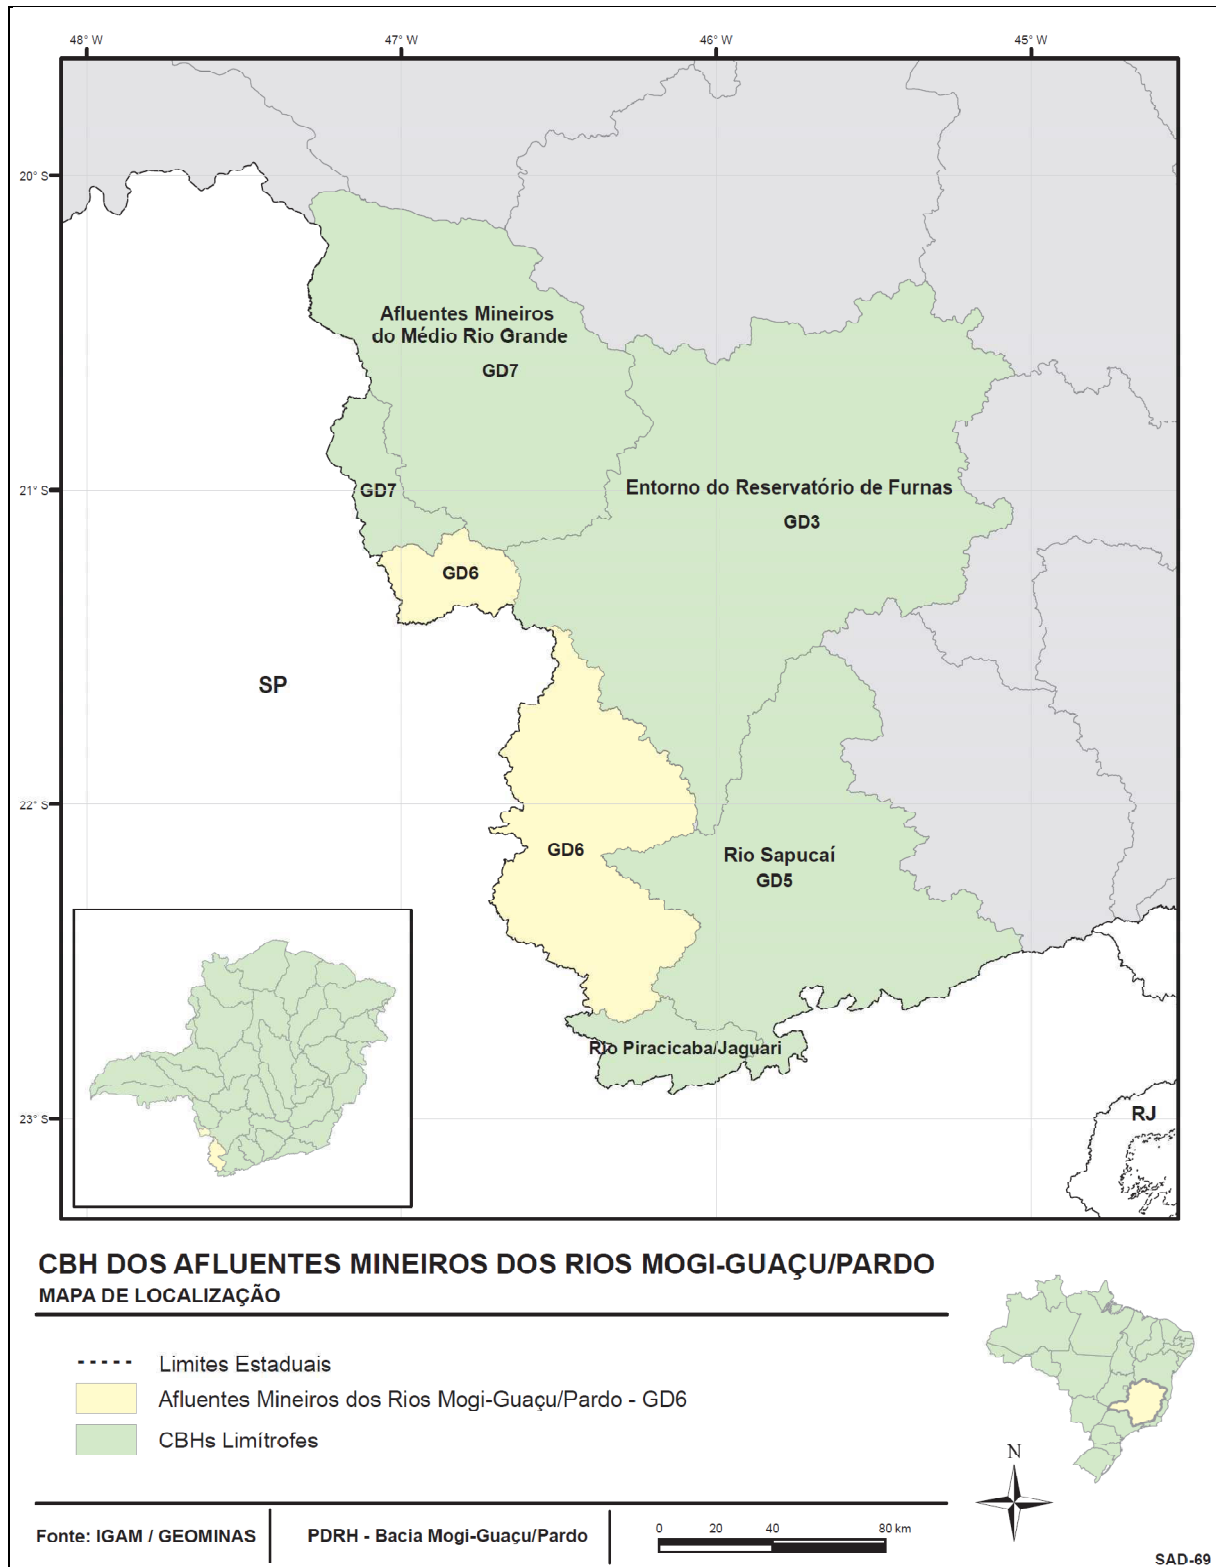 48° W
47° W
46° W
45° W
20° S
21° S
22° S
23° S
Afluentes Mineiros
do Médio Rio Grande
GD7
GD7
Entorno do Reservatório de Furnas
GD3
GD6
SP
GD6
Rio Sapucaí
GD5
Rio Piracicaba/Jaguari
RJ
CBH DOS AFLUENTES MINEIROS DOS RIOS MOGI-GUAÇU/PARDO
MAPA DE LOCALIZAÇÃO
Limites Estaduais
Afluentes Mineiros dos Rios Mogi-Guaçu/Pardo - GD6
CBHs Limítrofes
N
Fonte: IGAM / GEOMINAS
PDRH - Bacia Mogi-Guaçu/Pardo
0 20 40 80 km
SAD-69